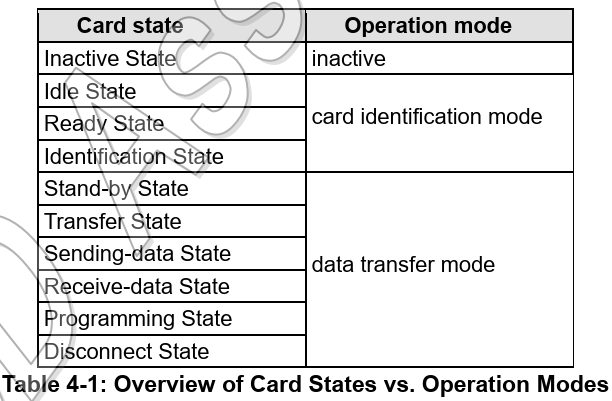 Card state Operation mode
Inactive State inactive
Idle State
Ready State
card identification mode
Identification State
Stand-by State
Transfer State
Sending-data State
data transfer mode
Receive-data State
Programming State
Disconnect State
Table 4-1: Overview of Card States vs. Operation Modes
D ASS